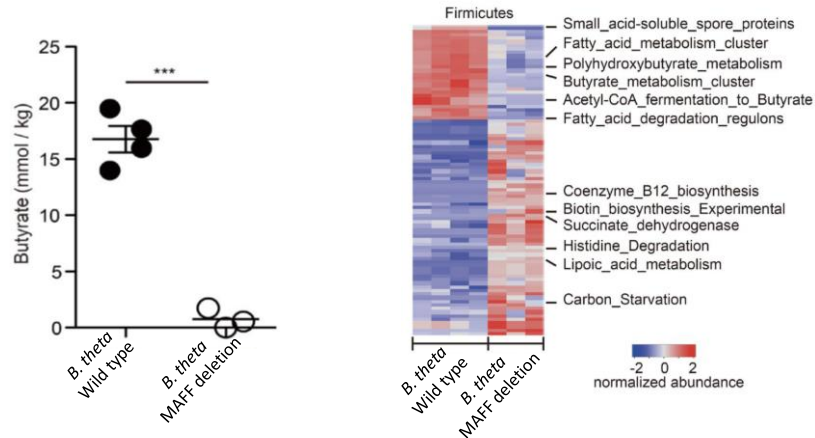 Butyrate (mmol / kg)
25
20
15
10
5
0
***
B. theta
Wild type
B. theta
MAFF deletion
Firmicutes
Small_acid-soluble_spore_proteins
Fatty_acid_metabolism_cluster
Polyhydroxybutyrate_metabolism
Butyrate_metabolism_cluster
Acetyl-CoA_fermentation_to_Butyrate
Fatty_acid_degradation_regulons
Coenzyme_B12_biosynthesis
Biotin_biosynthesis_Experimental
Succinate_dehydrogenase
Histidine_Degradation
Lipoic_acid_metabolism
Carbon_Starvation
B. theta
Wild type
B. theta
MAFF deletion
-2 0 2
normalized abundance